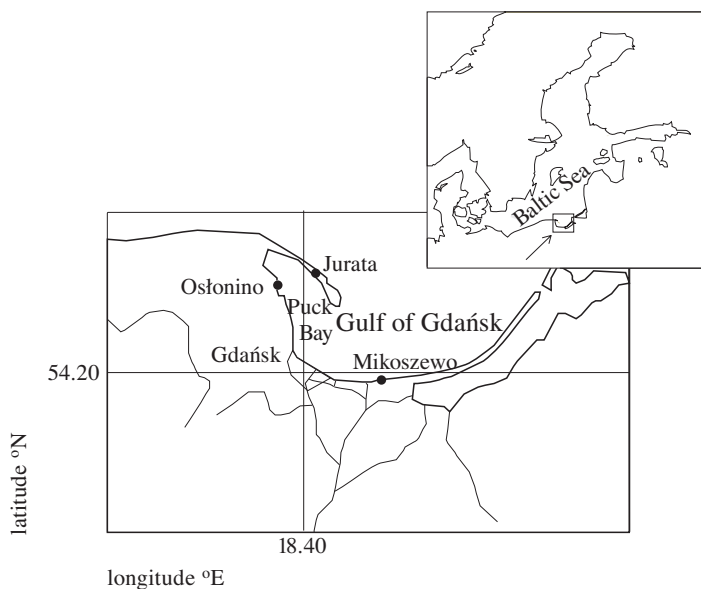 Baltic Sea
Jurata
Osłonino
Puck
Bay
Gulf of Gdańsk
Gdańsk
Mikoszewo
54.20
latitude °N
18.40
longitude °E